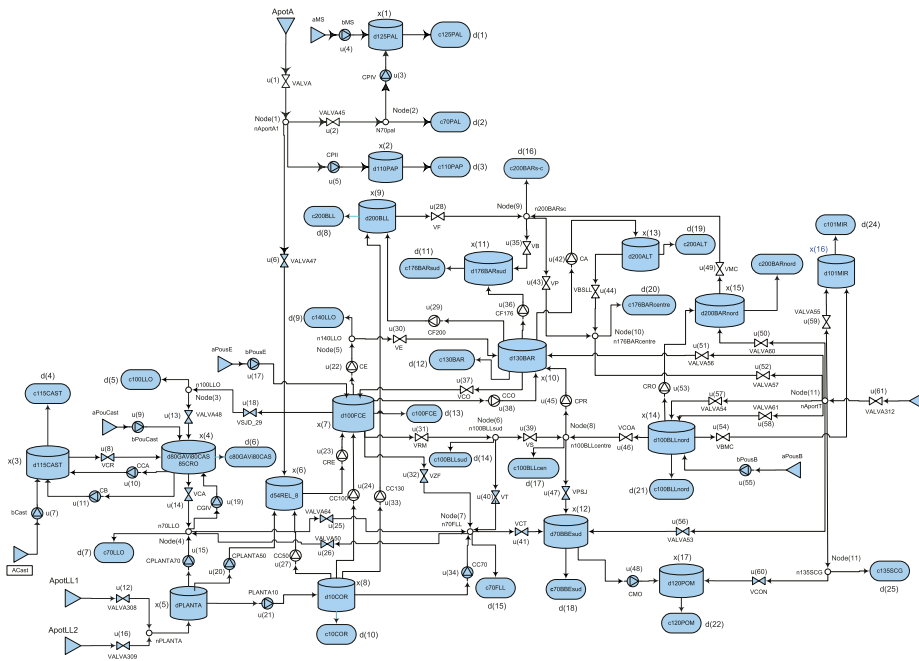 ApotA
aMS
bMS
u(4)
x(1)
d125PAL
c125PAL
d(1)
u(1)
VALVA
CPIV
u(3)
Node(1)
nAportA1
VALVA45
u(2)
Node(2)
N70pal
c70PAL
d(2)
CPII
u(5)
x(2)
d110PAP
c110PAP
d(3)
d(16)
c200BARs-c
x(9)
d200BLL
c200BLL
d(8)
u(28)
VF
Node(9)
n200BARsc
u(6)
VALVA47
d(11)
c176BARsud
x(11)
d176BARsud
u(35)
VB
u(42)
CA
x(13)
d200ALT
d(19)
c200ALT
u(43)
VP
VBSLL
u(44)
d(20)
c176BARcentre
u(49)
VMC
x(15)
d200BARnord
c200BARnord
c101MIR
d(24)
x(16)
d101MIR
VALVA55
u(59)
d(9)
c140LLO
n140LLO
Node(5)
u(30)
VE
u(29)
CF200
u(36)
CF176
d130BAR
x(10)
d(12)
c130BAR
Node(10)
n176BARcentre
u(50)
VALVA60
u(51)
VALVA56
u(52)
VALVA57
aPousE
bPousE
u(17)
u(22)
CE
d(5)
c100LLO
n100LLO
Node(3)
d(4)
c115CAST
aPouCast
u(9)
bPouCast
u(13)
VALVA48
u(18)
VSJD_29
d100FCE
x(7)
c100FCE
d(13)
u(37)
VCO
CCO
u(38)
u(45)
CPR
CRO
u(53)
u(57)
VALVA54
VALVA61
u(58)
Node(11)
nAportT
u(61)
VALVA312
x(3)
d115CAST
u(8)
VCR
CCA
u(10)
CB
u(11)
x(4)
d80GAVi80CAS
85CRO
d(6)
c80GAVi80CAS
VCA
u(14)
u(19)
CGIV
bCast
u(7)
ACast
x(6)
d54REL_8
u(23)
CRE
CC100
u(24)
CC130
u(33)
u(31)
VRM
Node(6)
n100BLLsud
c100BLLsud
d(14)
u(39)
VS
Node(8)
n100BLLcentre
c100BLLcen
d(17)
u(32)
VZF
u(40)
VT
u(47)
VPSJ
VCOA
u(46)
x(14)
d100BLLnord
u(54)
VBMC
bPousB
u(55)
aPousB
d(21)
c100BLLnord
n70LLO
Node(4)
VALVA64
u(25)
VALVA50
u(26)
d(7)
c70LLO
u(15)
CPLANTA70
u(20)
CPLANTA50
CC50
u(27)
Node(7)
n70FLL
VCT
u(41)
x(12)
d70BBEsud
u(56)
VALVA53
ApotLL1
u(12)
VALVA308
x(5)
dPLANTA
PLANTA10
u(21)
x(8)
d10COR
u(34)
CC70
c70FLL
d(15)
c70BBEsud
d(18)
u(48)
CMO
x(17)
d120POM
u(60)
VCON
Node(11)
n135SCG
c135SCG
d(25)
ApotLL2
u(16)
VALVA309
nPLANTA
c10COR
d(10)
c120POM
d(22)